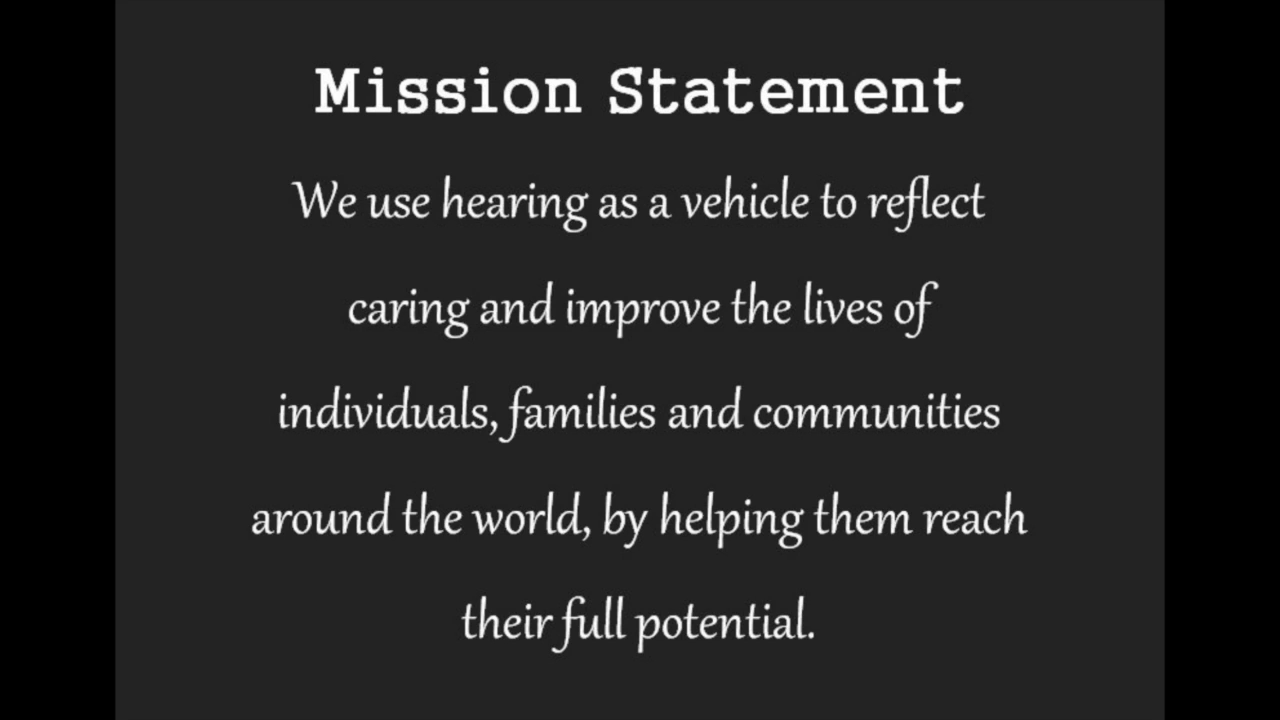 Mission Statement
We use hearing as a vehicle to reflect
caring and improve the lives of
individuals, families and communities
around the world, by helping them reach
their full potential.